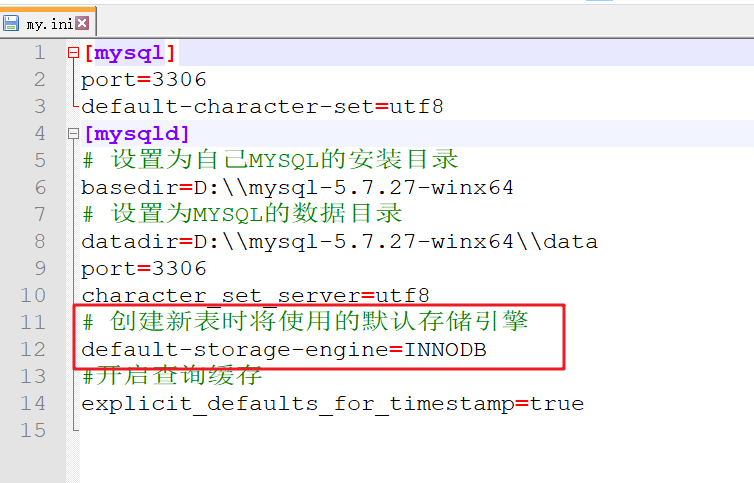 my.ini
1 [mysql]
2 port=3306
3 default-character-set=utf8
4 [mysqld]
5 # 设置为自己MYSQL的安装目录
6 basedir=D:\\mysql-5.7.27-winx64
7 # 设置为MYSQL的数据目录
8 datadir=D:\\mysql-5.7.27-winx64\\data
9 port=3306
10 character_set_server=utf8
11 # 创建新表时将使用的默认存储引擎
12 default-storage-engine=INNODB
13 #开启查询缓存
14 explicit_defaults_for_timestamp=true
15